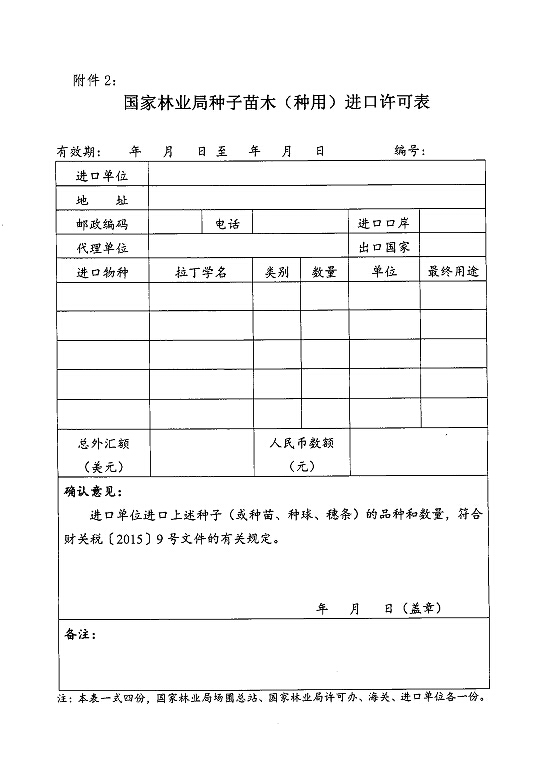 附件 2：
国家林业局种子苗木（种用）进口许可表
有效期： 年 月 日 至 年 月 日 编号：
进口单位
地 址
邮政编码 电话 进口口岸
代理单位 出口国家
进口物种 拉丁学名 类别 数量 单位 最终用途
总外汇额 人民币数额
（美元） （元）
确认意见：
进口单位进口上述种子（或种苗、种球、穗条）的品种和数量，符合
财关税〔2015〕9 号文件的有关规定。
年 月 日（盖章）
备注：
注：本表一式四份，国家林业局场圃总站、国家林业局许可办、海关、进口单位各一份。